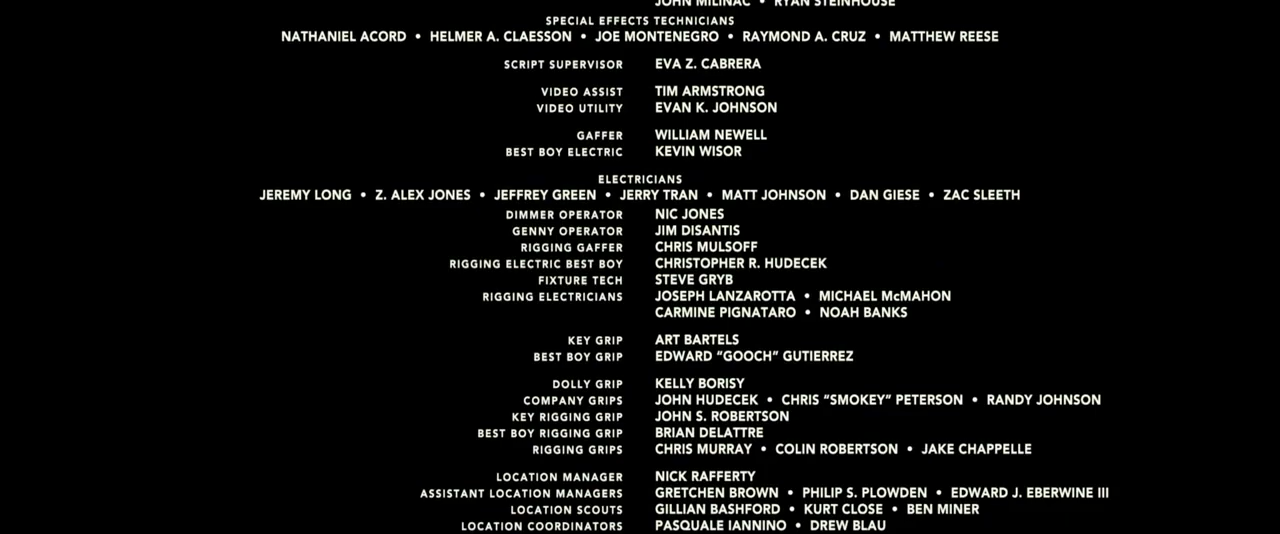 JOHN MILINAC • RYAN STEINHOUSE
SPECIAL EFFECTS TECHNICIANS
NATHANIEL ACORD • HELMER A. CLAESSON • JOE MONTENEGRO • RAYMOND A. CRUZ • MATTHEW REESE
SCRIPT SUPERVISOR EVA Z. CABRERA
VIDEO ASSIST TIM ARMSTRONG
VIDEO UTILITY EVAN K. JOHNSON
GAFFER WILLIAM NEWELL
BEST BOY ELECTRIC KEVIN WISOR
ELECTRICIANS
JEREMY LONG • Z. ALEX JONES • JEFFREY GREEN • JERRY TRAN • MATT JOHNSON • DAN GIESE • ZAC SLEETH
DIMMER OPERATOR NIC JONES
GENNY OPERATOR JIM DISANTIS
RIGGING GAFFER CHRIS MULSOFF
RIGGING ELECTRIC BEST BOY CHRISTOPHER R. HUDECEK
FIXTURE TECH STEVE GRYB
RIGGING ELECTRICIANS JOSEPH LANZAROTTA • MICHAEL McMAHON
CARMINE PIGNATARO • NOAH BANKS
KEY GRIP ART BARTELS
BEST BOY GRIP EDWARD “GOOCH” GUTIERREZ
DOLLY GRIP KELLY BORISY
COMPANY GRIPS JOHN HUDECEK • CHRIS “SMOKEY” PETERSON • RANDY JOHNSON
KEY RIGGING GRIP JOHN S. ROBERTSON
BEST BOY RIGGING GRIP BRIAN DELATTRE
RIGGING GRIPS CHRIS MURRAY • COLIN ROBERTSON • JAKE CHAPPELLE
LOCATION MANAGER NICK RAFFERTY
ASSISTANT LOCATION MANAGERS GRETCHEN BROWN • PHILIP S. PLOWDEN • EDWARD J. EBERWINE III
LOCATION SCOUTS GILLIAN BASHFORD • KURT CLOSE • BEN MINER
LOCATION COORDINATORS PASQUALE IANNINO • DREW BLAU